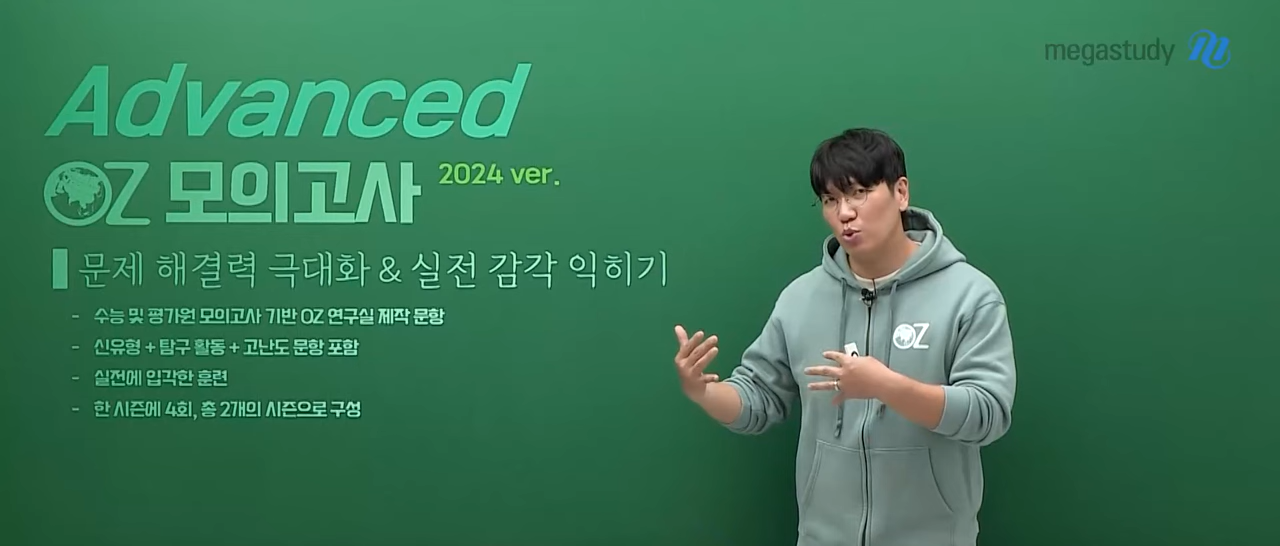 megastudy
Advanced
OZ 모의고사 2024 ver.
문제 해결력 극대화 & 실전 감각 익히기
- 수능 및 평가원 모의고사 기반 OZ 연구실 제작 문항
- 신유형 + 탐구 활동 + 고난도 문항 포함
- 실전에 입각한 훈련
- 한 시즌에 4회, 총 2개의 시즌으로 구성
OZ